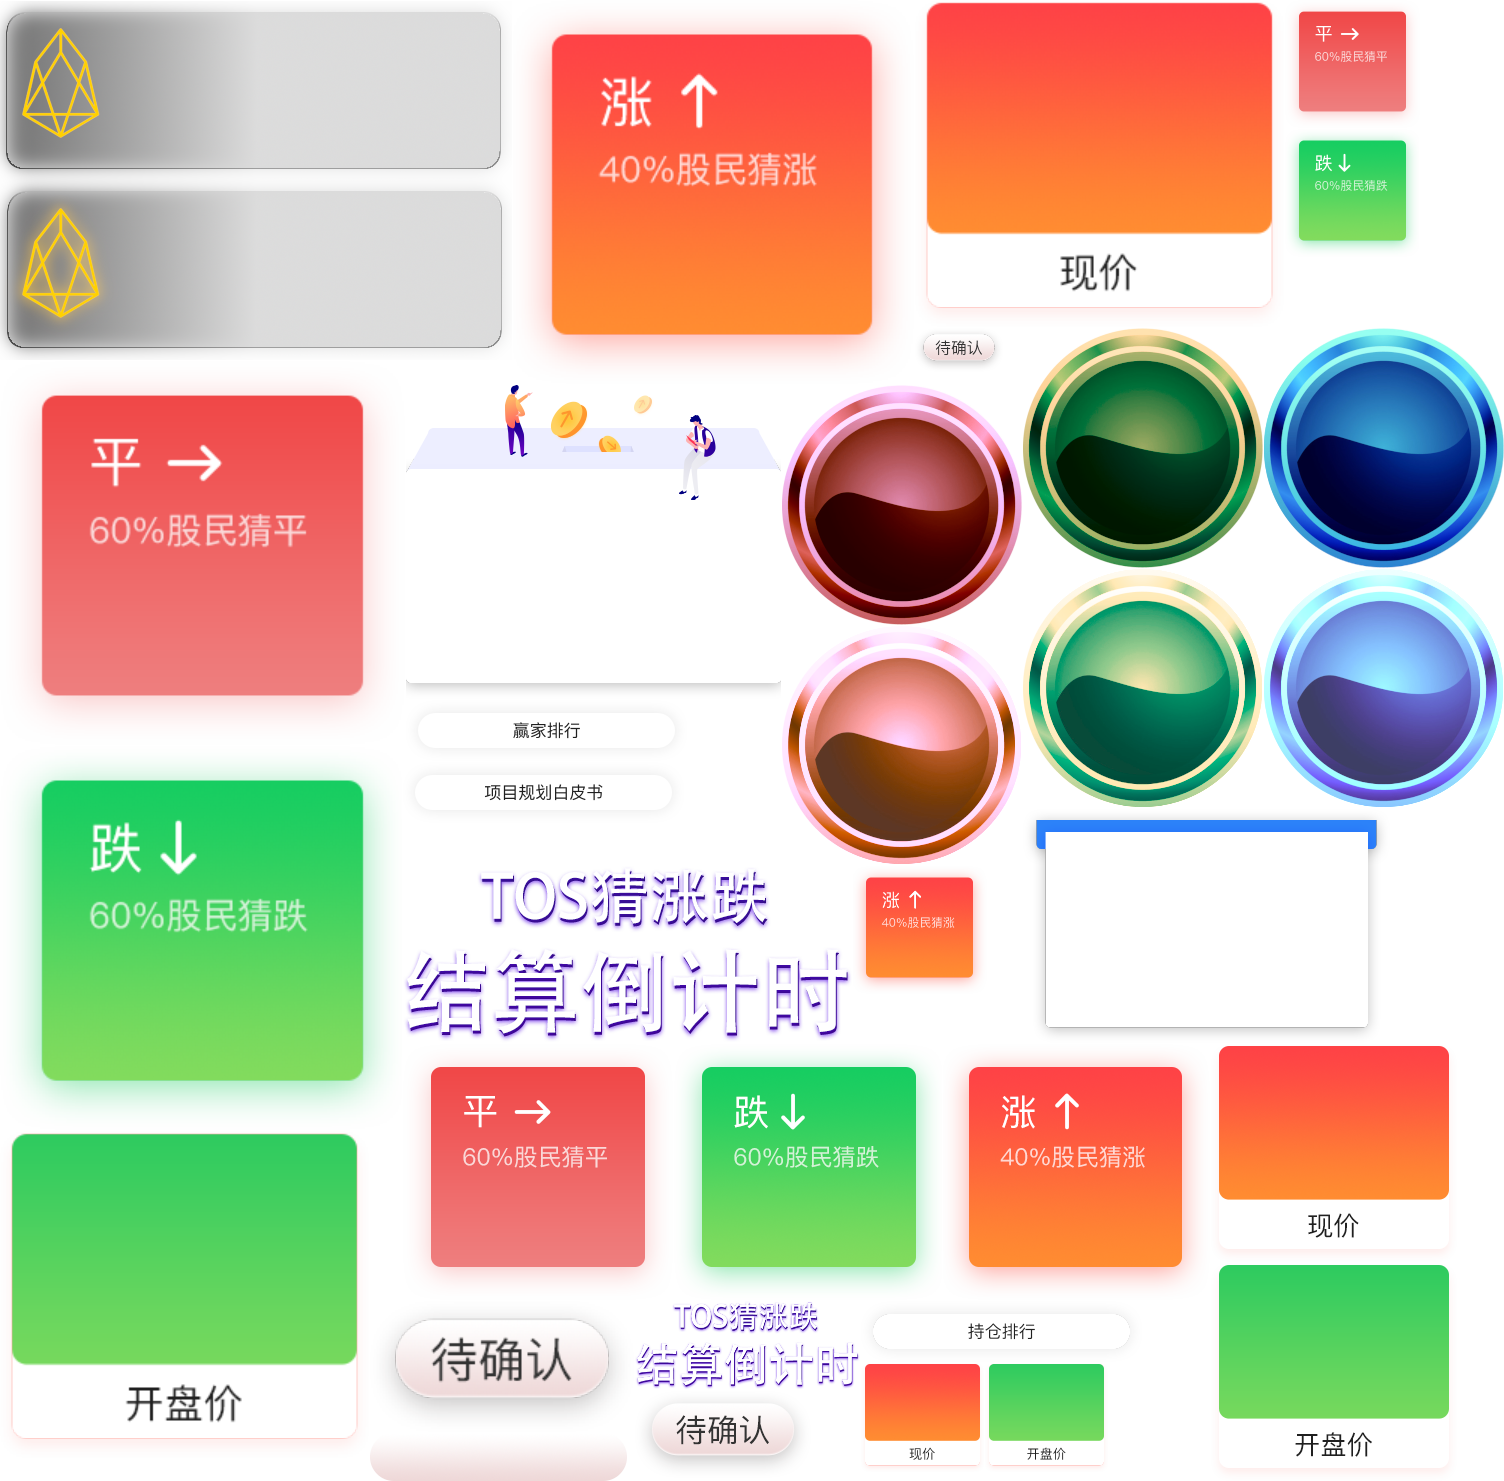 涨 ↑
40%股民猜涨
现价
平 →
60%股民猜平
跌 ↓
60%股民猜跌
待确认
平 →
60%股民猜平
赢家排行
项目规划白皮书
跌 ↓
60%股民猜跌
TOS猜涨跌
结算倒计时
涨 ↑
40%股民猜涨
平 →
60%股民猜平
跌 ↓
60%股民猜跌
涨 ↑
40%股民猜涨
现价
开盘价
待确认
TOS猜涨跌
结算倒计时
待确认
持仓排行
现价
开盘价
开盘价